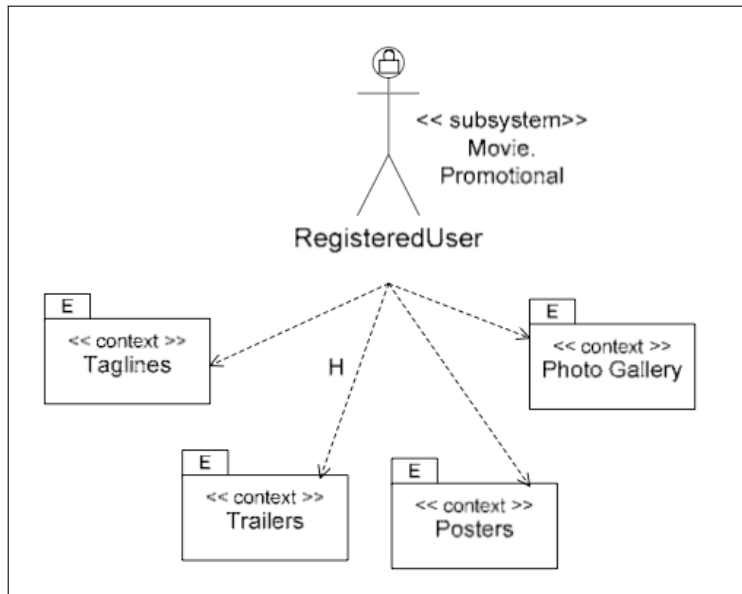 << subsystem>>
Movie.
Promotional
RegisteredUser
E
<< context >>
Taglines
H
E
<< context >>
Photo Gallery
E
<< context >>
Trailers
E
<< context >>
Posters